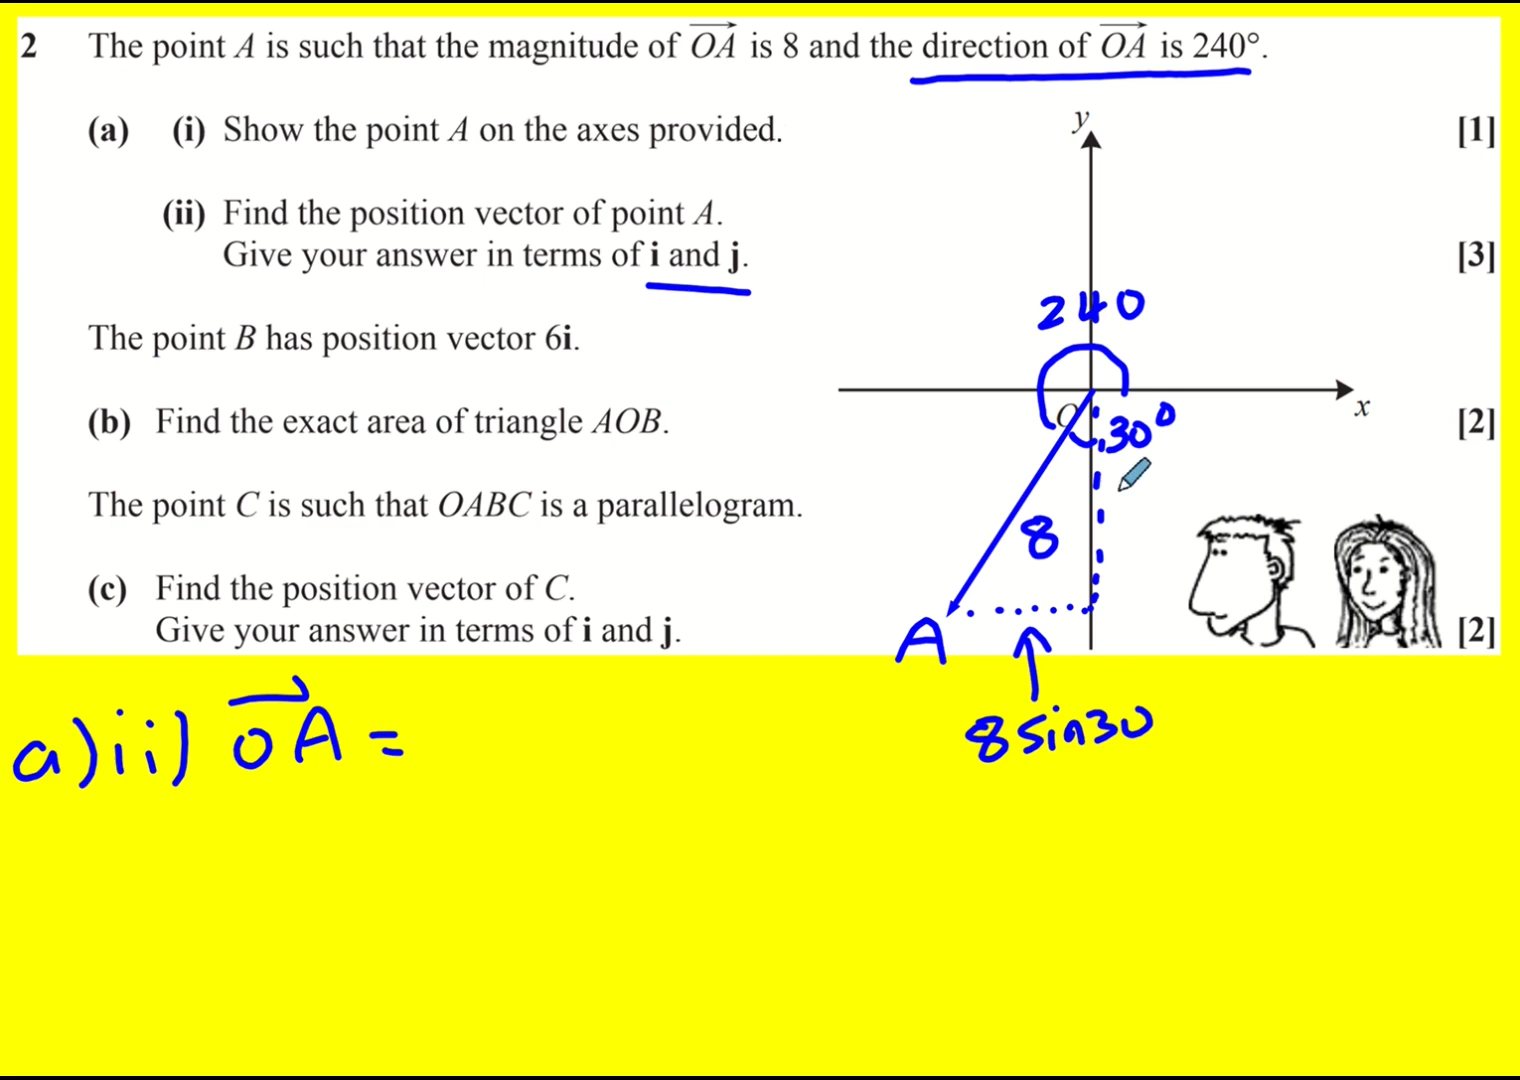 2 The point A is such that the magnitude of OA is 8 and the direction of OA is 240°.
(a) (i) Show the point A on the axes provided. [1]
(ii) Find the position vector of point A.
Give your answer in terms of i and j. [3]
The point B has position vector 6i.
(b) Find the exact area of triangle AOB. [2]
The point C is such that OABC is a parallelogram.
(c) Find the position vector of C.
Give your answer in terms of i and j. [2]
y
240
x
O
30°
8
A
8 sin30
a)ii) OA =